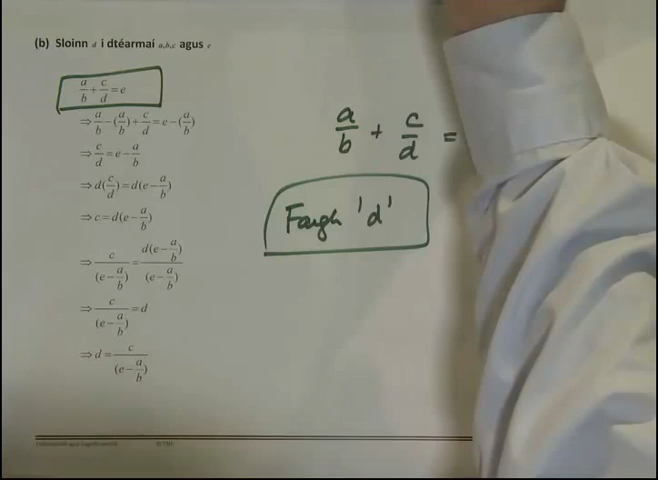 (b) Sloinn d i dtéarmaí a,b,c agus e
a/b + c/d = e
⇒ a/b − (a/b) + c/d = e − (a/b)
⇒ c/d = e − a/b
⇒ d(c/d) = d(e − a/b)
⇒ c = d(e − a/b)
⇒ c/(e − a/b) = d(e − a/b)/(e − a/b)
⇒ c/(e − a/b) = d
⇒ d = c/(e − a/b)
a/b + c/d =
Faigh 'd'